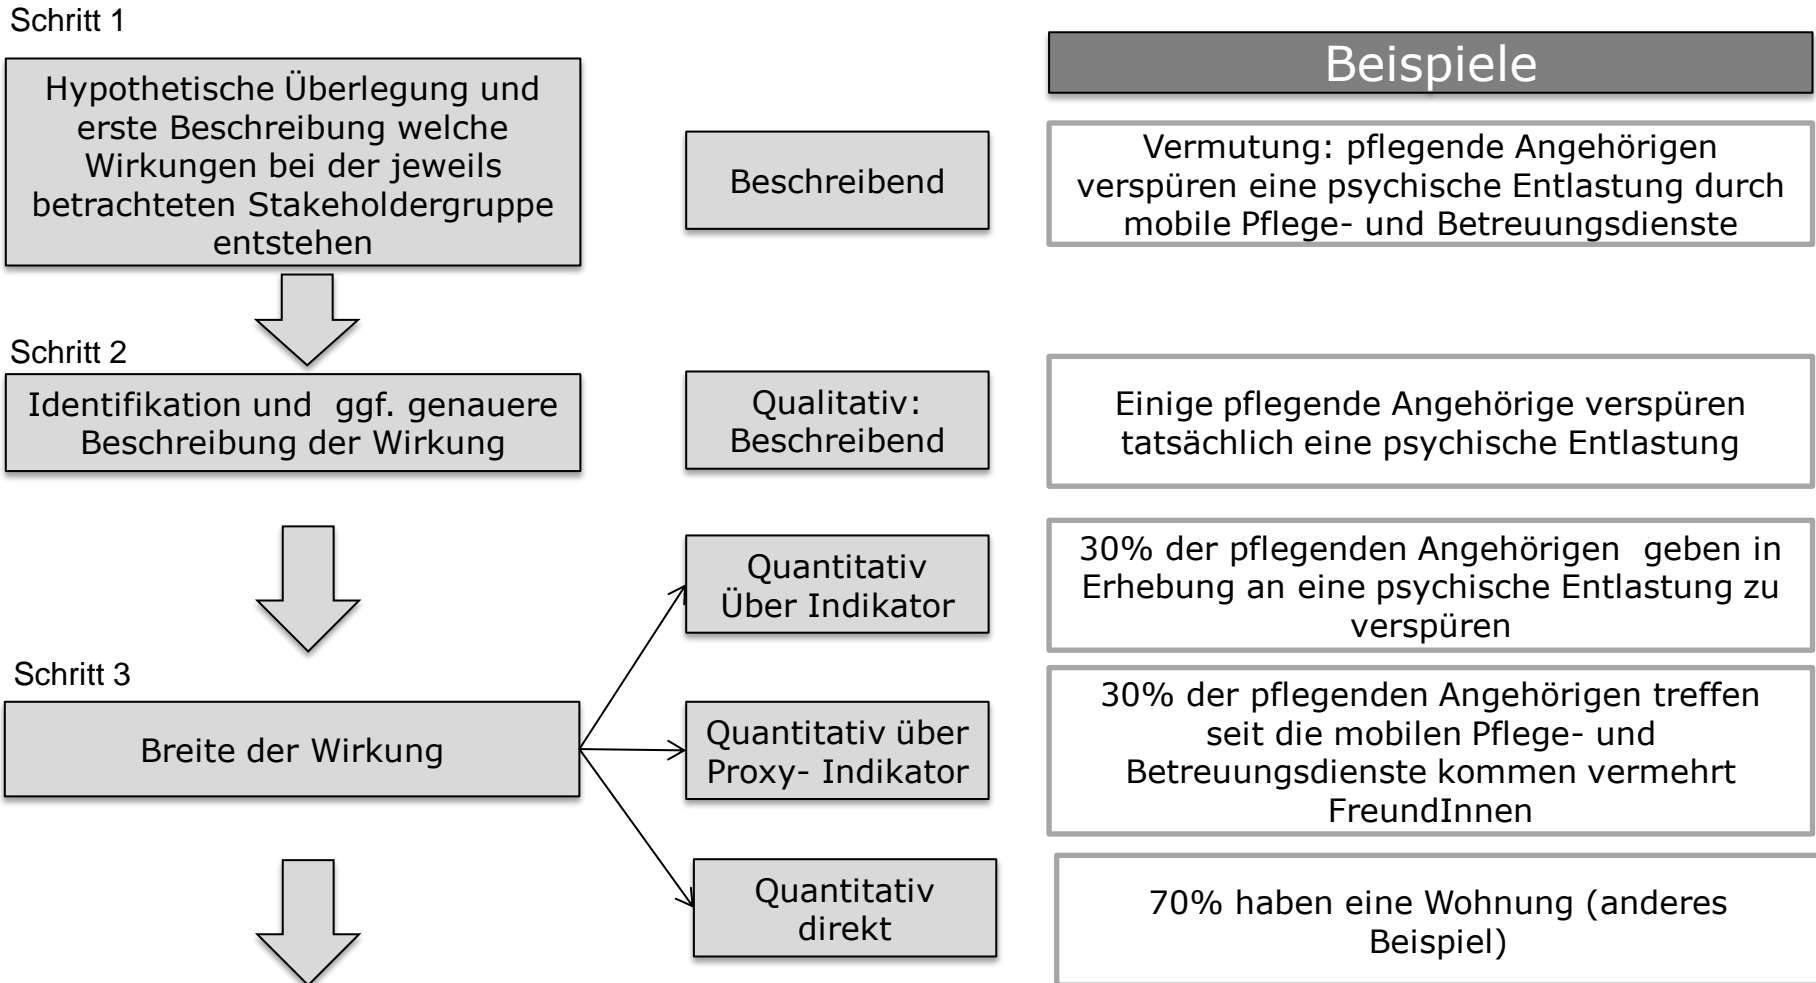 Schritt 1
Hypothetische Überlegung und
erste Beschreibung welche
Wirkungen bei der jeweils
betrachteten Stakeholdergruppe
entstehen
Beschreibend
Beispiele
Vermutung: pflegende Angehörigen
verspüren eine psychische Entlastung durch
mobile Pflege- und Betreuungsdienste
Schritt 2
Identifikation und  ggf. genauere
Beschreibung der Wirkung
Qualitativ:
Beschreibend
Einige pflegende Angehörige verspüren
tatsächlich eine psychische Entlastung
Schritt 3
Breite der Wirkung
Quantitativ
Über Indikator
30% der pflegenden Angehörigen  geben in
Erhebung an eine psychische Entlastung zu
verspüren
Quantitativ über
Proxy- Indikator
30% der pflegenden Angehörigen treffen
seit die mobilen Pflege- und
Betreuungsdienste kommen vermehrt
FreundInnen
Quantitativ
direkt
70% haben eine Wohnung (anderes
Beispiel)